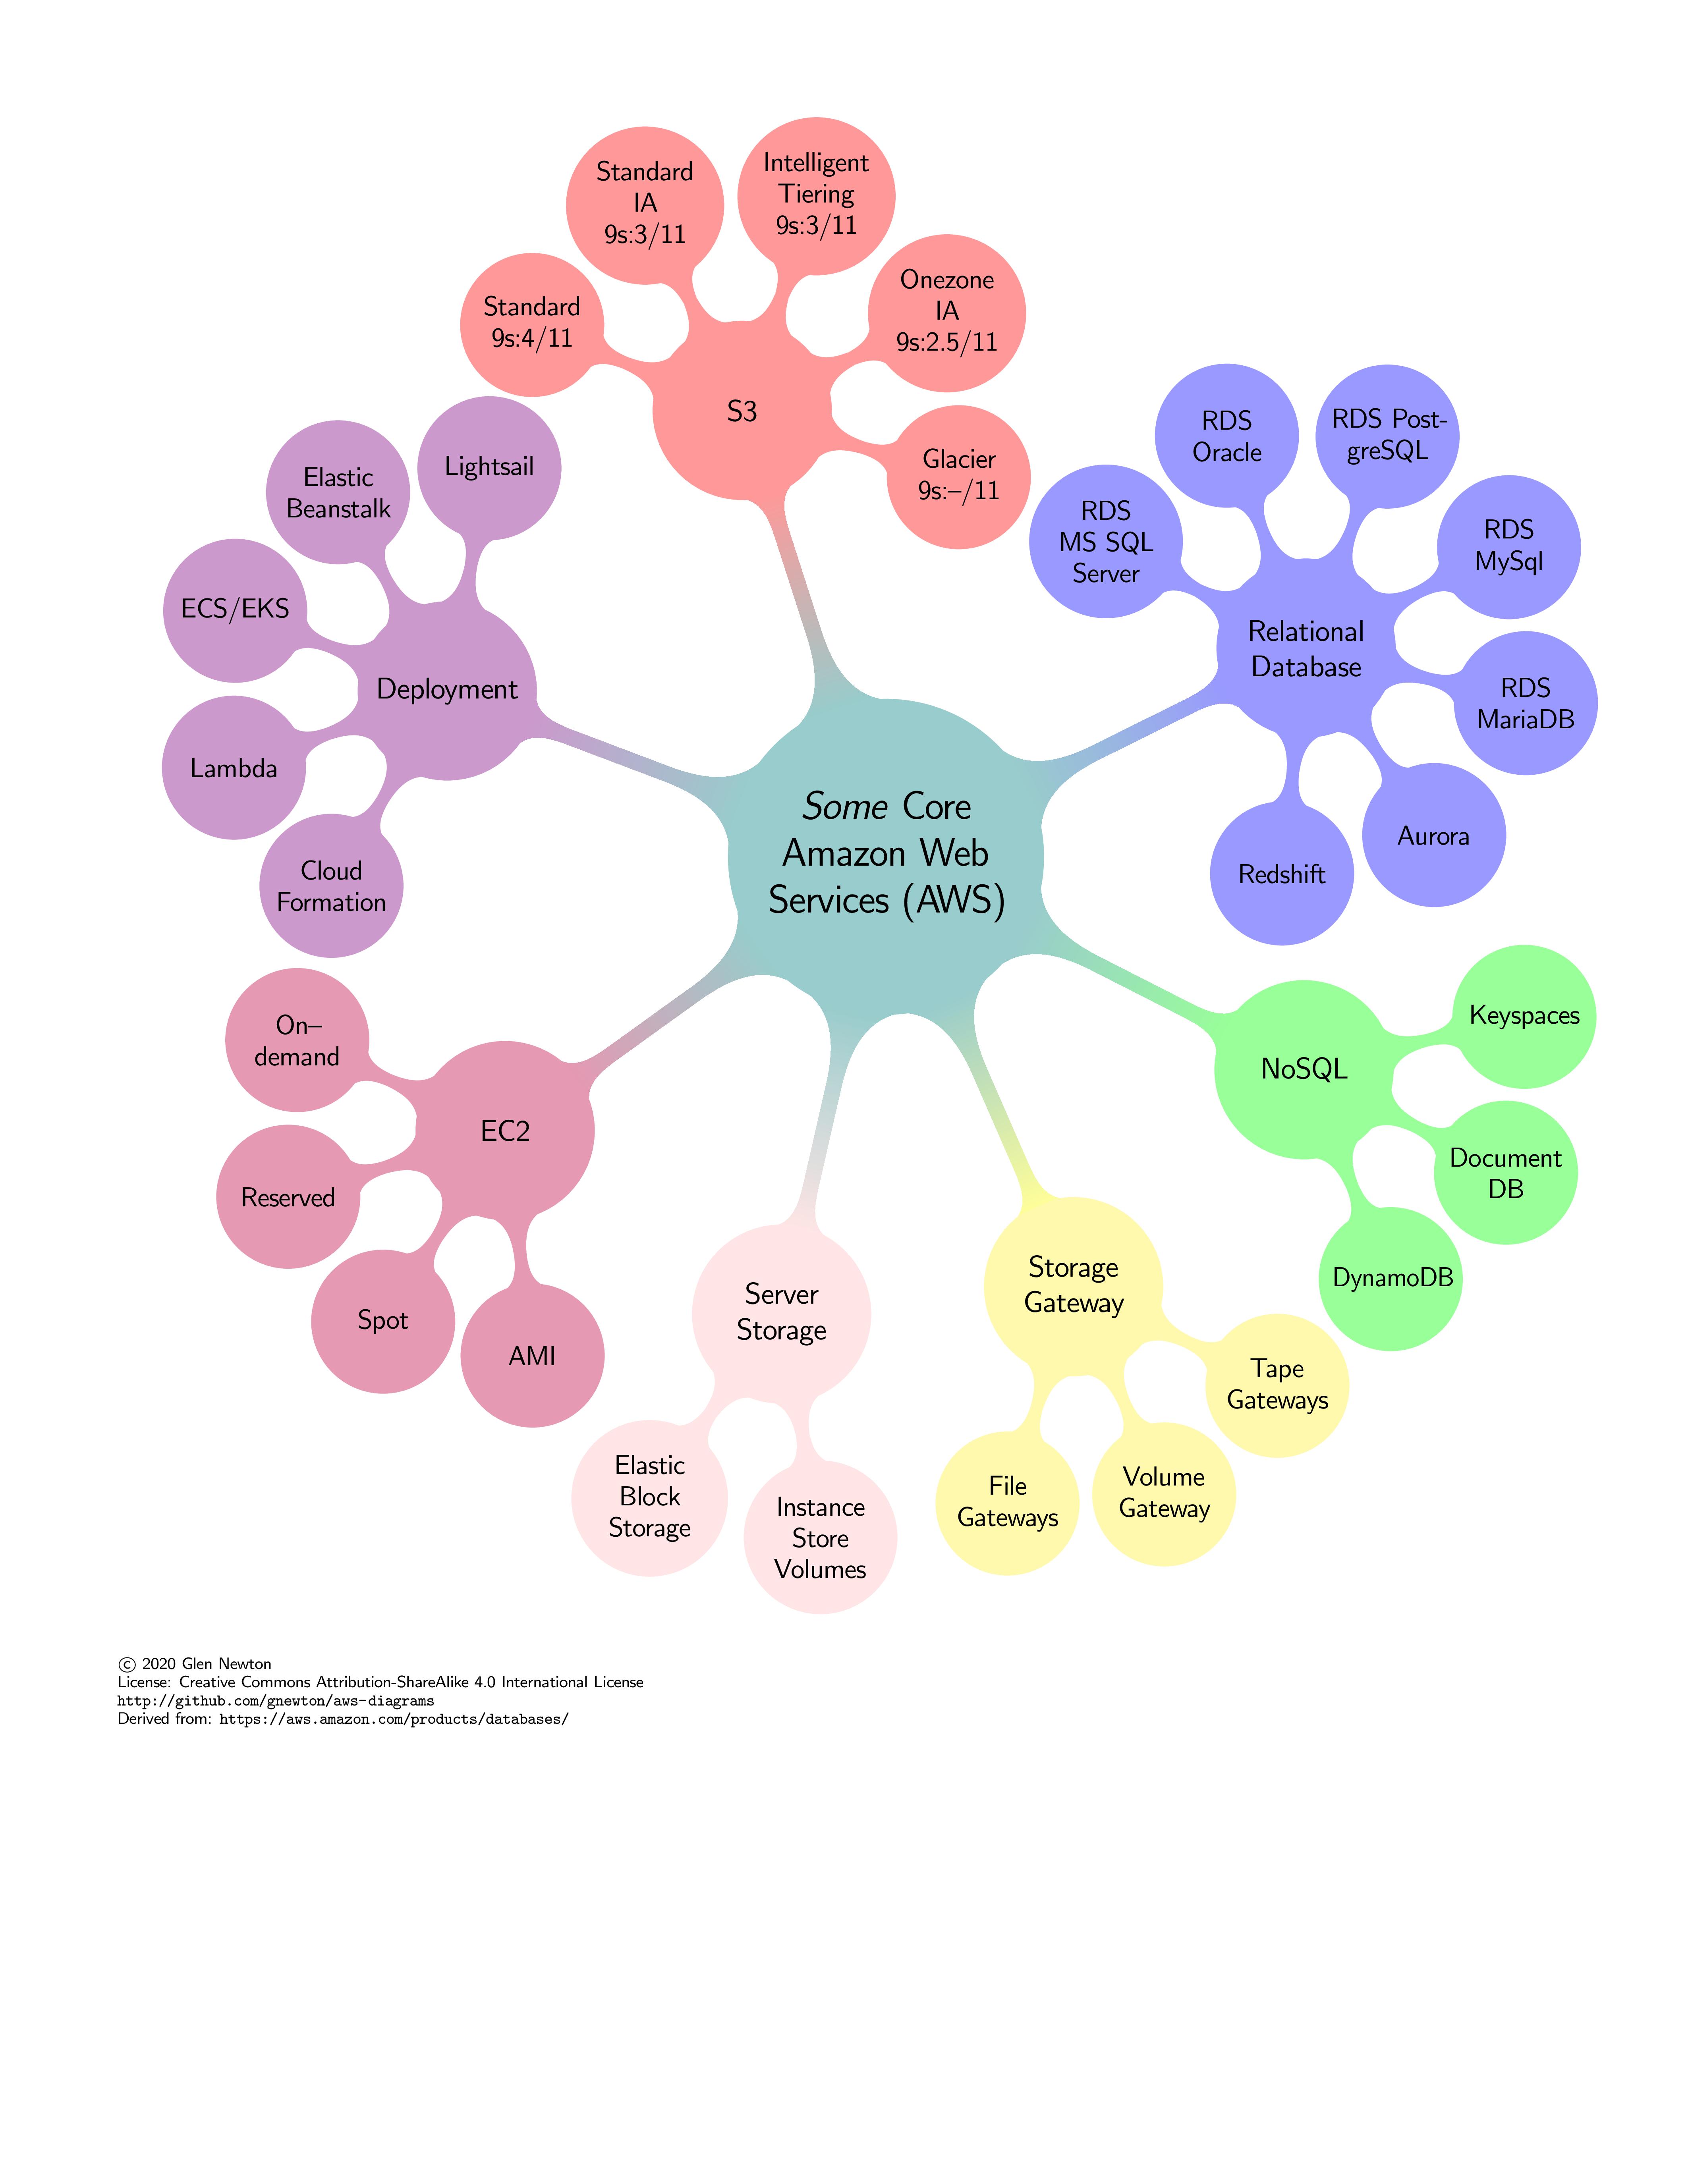 Some Core
Amazon Web
Services (AWS)
S3
Standard
9s:4/11
Standard
IA
9s:3/11
Intelligent
Tiering
9s:3/11
Onezone
IA
9s:2.5/11
Glacier
9s:–/11
Relational
Database
RDS
MS SQL
Server
RDS
Oracle
RDS Post-
greSQL
RDS
MySql
RDS
MariaDB
Aurora
Redshift
NoSQL
Keyspaces
Document
DB
DynamoDB
Storage
Gateway
Tape
Gateways
Volume
Gateway
File
Gateways
Server
Storage
Instance
Store
Volumes
Elastic
Block
Storage
EC2
AMI
Spot
Reserved
On–
demand
Deployment
Cloud
Formation
Lambda
ECS/EKS
Elastic
Beanstalk
Lightsail
© 2020 Glen Newton
License: Creative Commons Attribution-ShareAlike 4.0 International License
http://github.com/gnewton/aws-diagrams
Derived from: https://aws.amazon.com/products/databases/